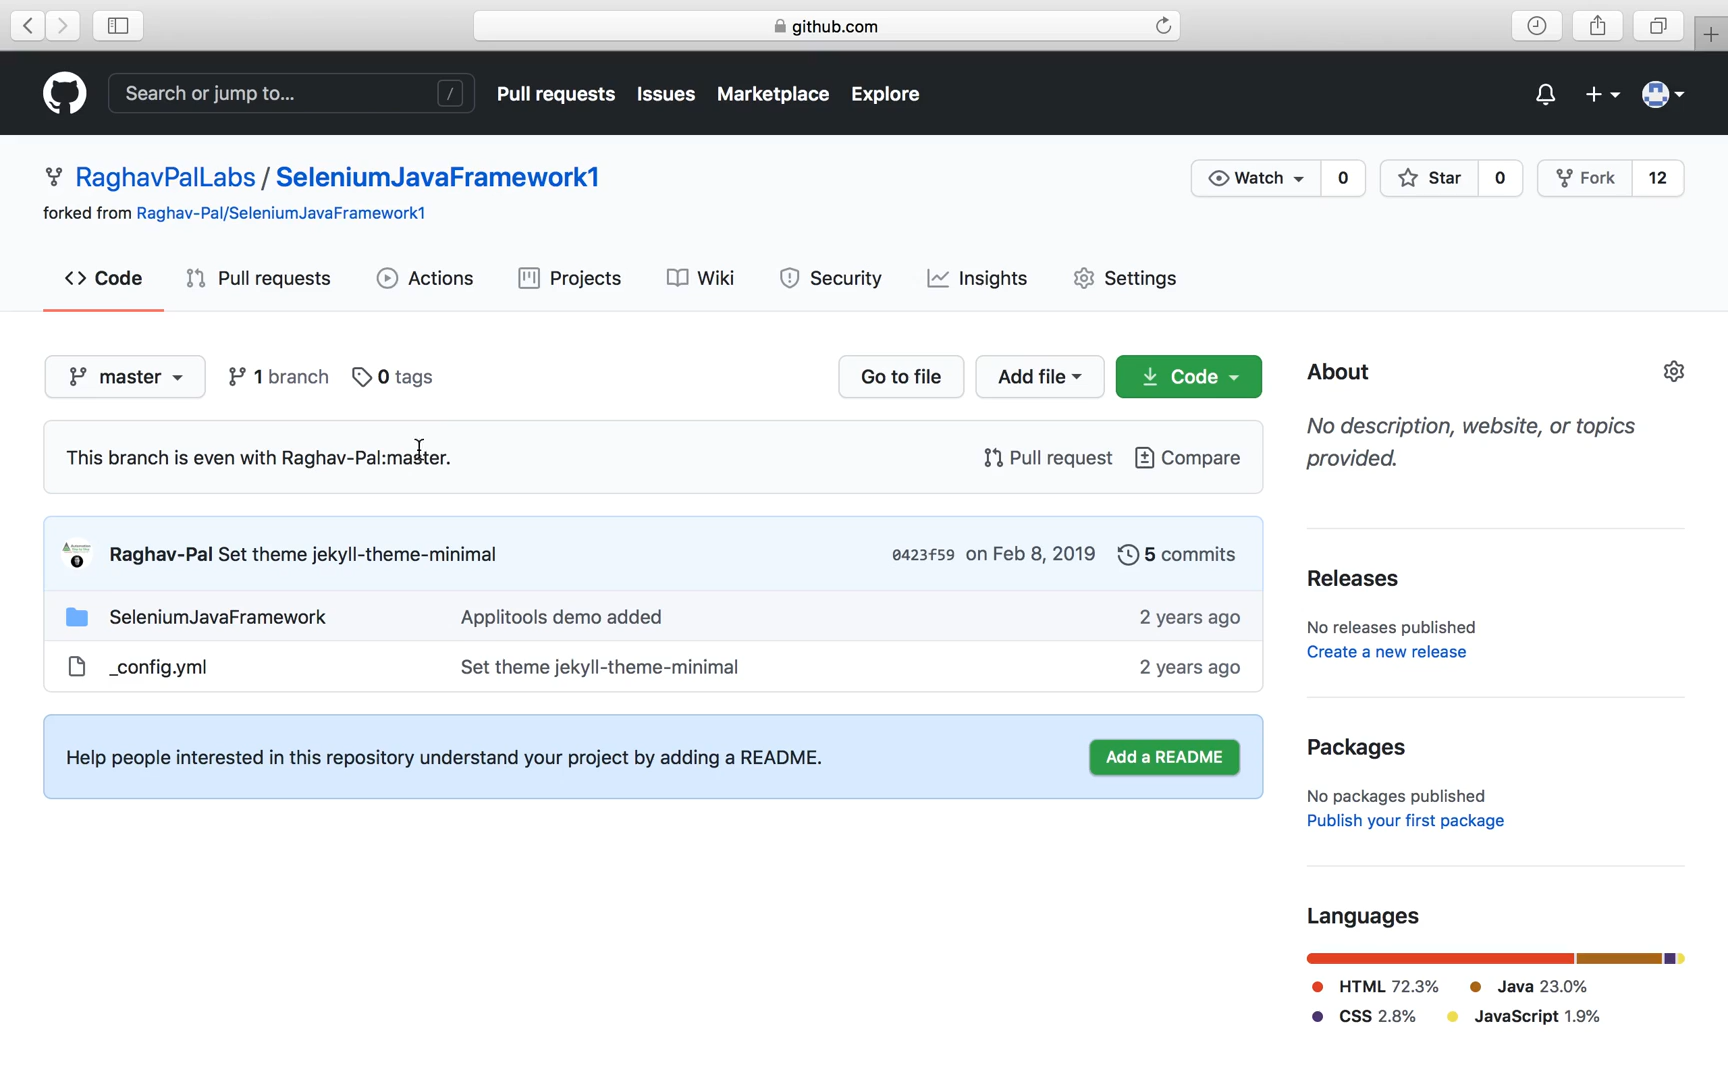 github.com
Search or jump to... /
Pull requests Issues Marketplace Explore
RaghavPalLabs / SeleniumJavaFramework1
Watch 0 Star 0 Fork 12
forked from Raghav-Pal/SeleniumJavaFramework1
Code Pull requests Actions Projects Wiki Security Insights Settings
master 1 branch 0 tags Go to file Add file Code
This branch is even with Raghav-Pal:master. Pull request Compare
Raghav-Pal Set theme jekyll-theme-minimal 0423f59 on Feb 8, 2019 5 commits
SeleniumJavaFramework Applitools demo added 2 years ago
_config.yml Set theme jekyll-theme-minimal 2 years ago
Help people interested in this repository understand your project by adding a README. Add a README
About
No description, website, or topics
provided.
Releases
No releases published
Create a new release
Packages
No packages published
Publish your first package
Languages
HTML 72.3% Java 23.0%
CSS 2.8% JavaScript 1.9%